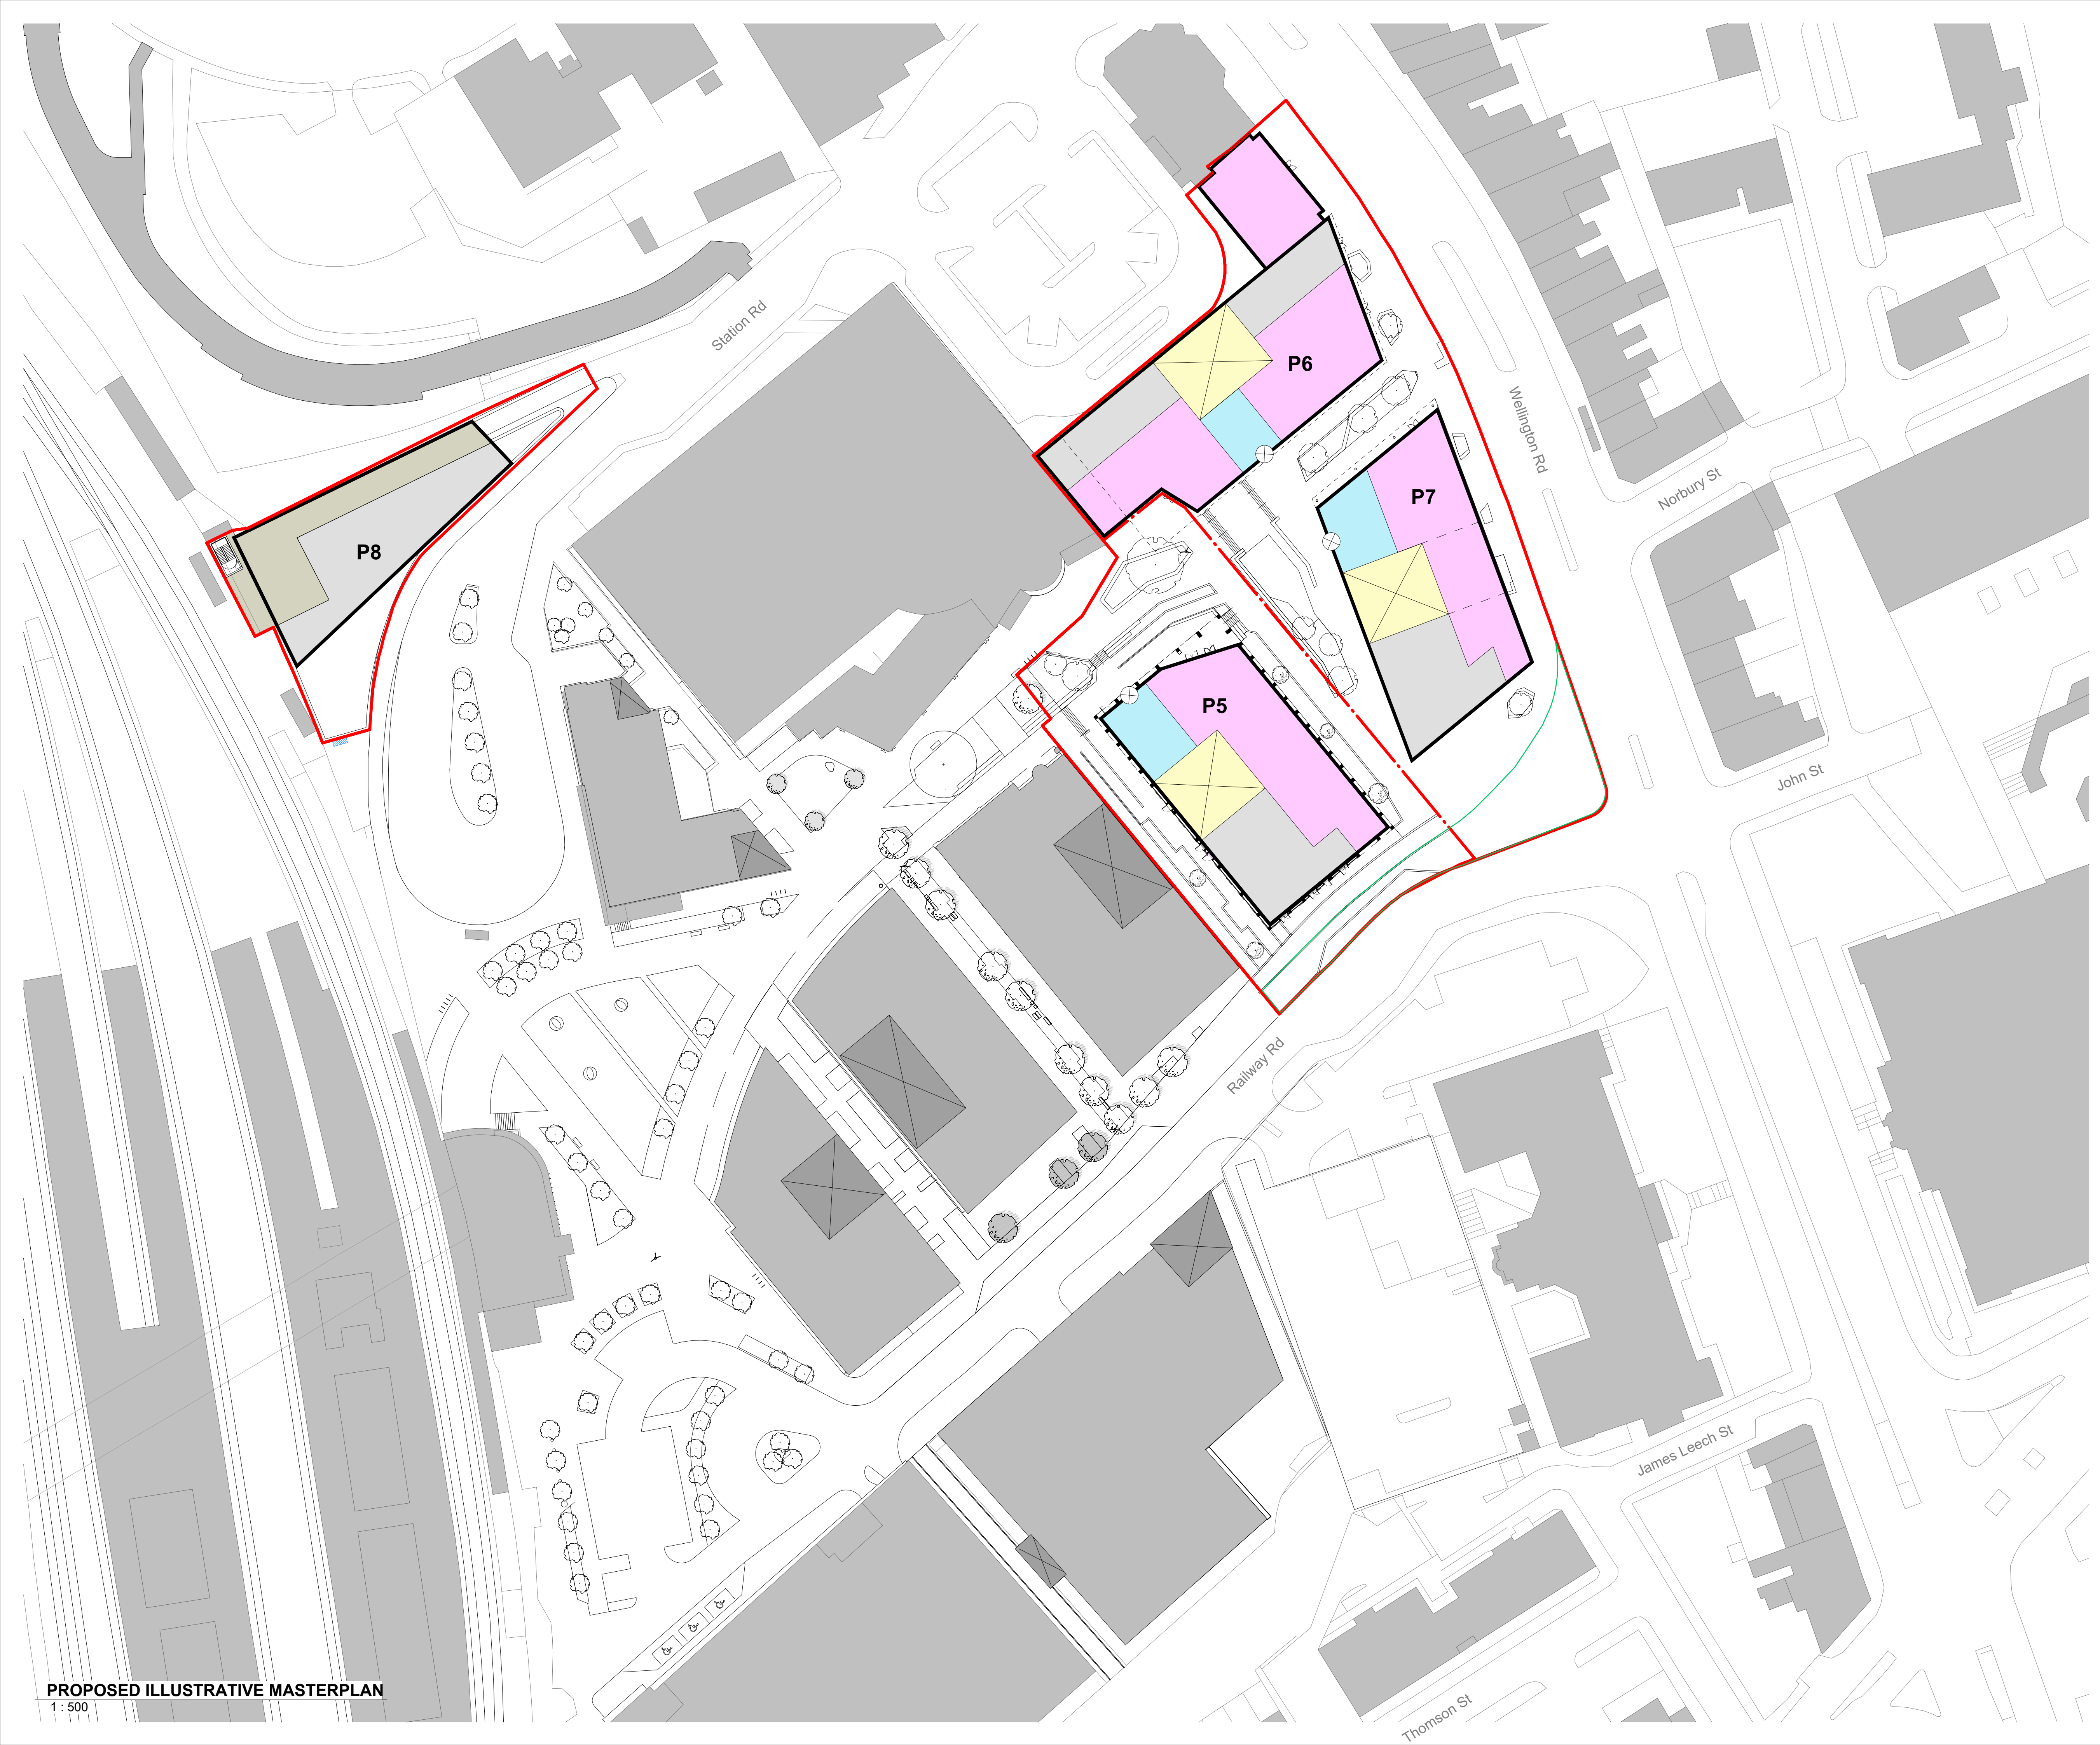 Station Rd
P6
Wellington Rd
P7
Norbury St
P8
P5
John St
Railway Rd
James Leech St
Thomson St
PROPOSED ILLUSTRATIVE MASTERPLAN
1 : 500